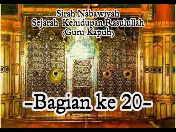 Sirah Nabawiyah
Sejarah Kehidupan Rasulullah
(Guru Kapuh)
-Bagian ke 20-